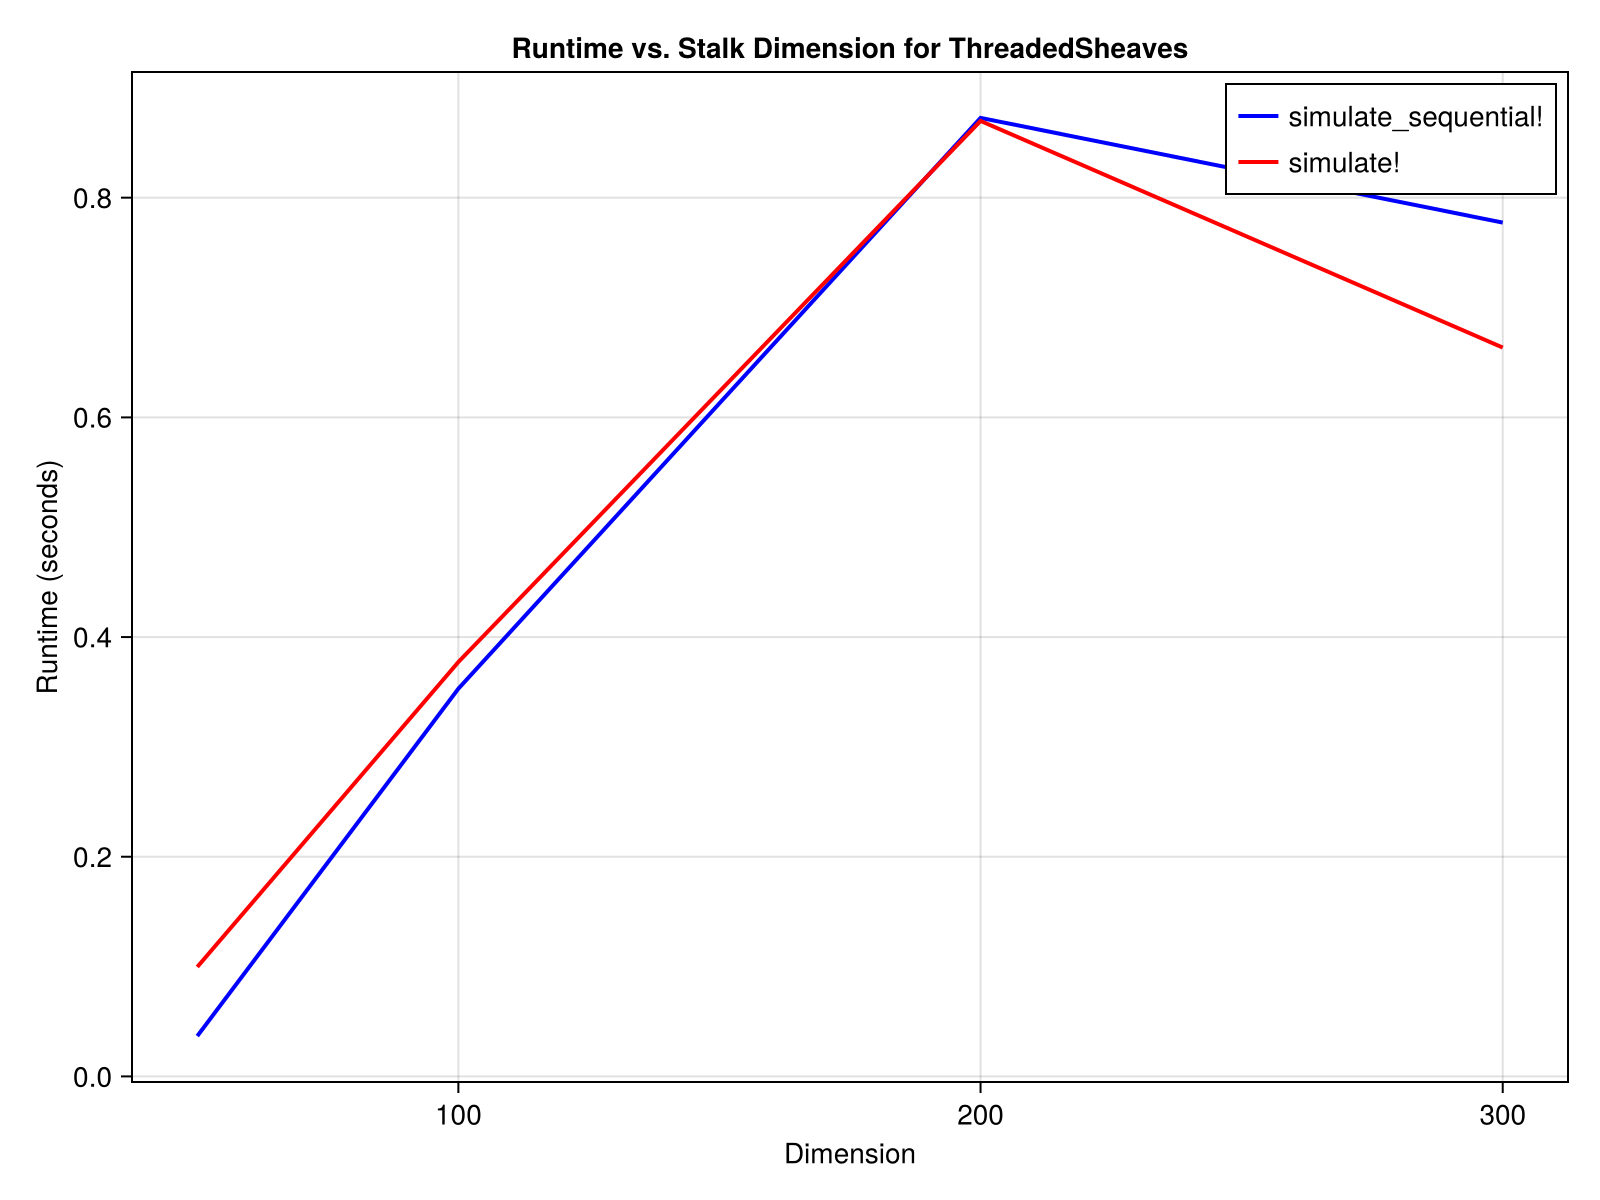 Runtime vs. Stalk Dimension for ThreadedSheaves
simulate_sequential!
simulate!
Runtime (seconds)
0.8
0.6
0.4
0.2
0.0
100
200
300
Dimension